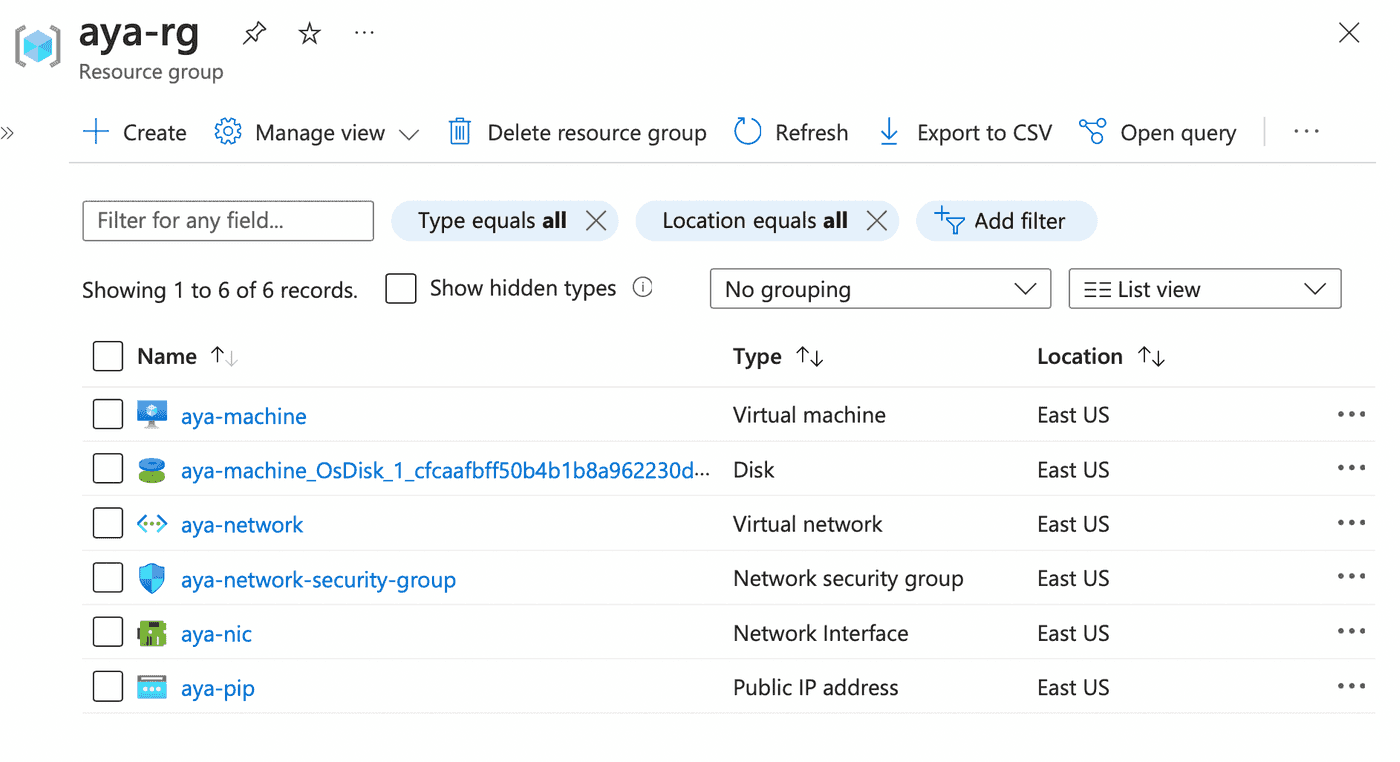 aya-rg
Resource group
Create Manage view Delete resource group Refresh Export to CSV Open query
Filter for any field... Type equals all Location equals all Add filter
Showing 1 to 6 of 6 records. Show hidden types No grouping List view
Name Type Location
aya-machine Virtual machine East US
aya-machine_OsDisk_1_cfcaafbff50b4b1b8a962230d... Disk East US
aya-network Virtual network East US
aya-network-security-group Network security group East US
aya-nic Network Interface East US
aya-pip Public IP address East US